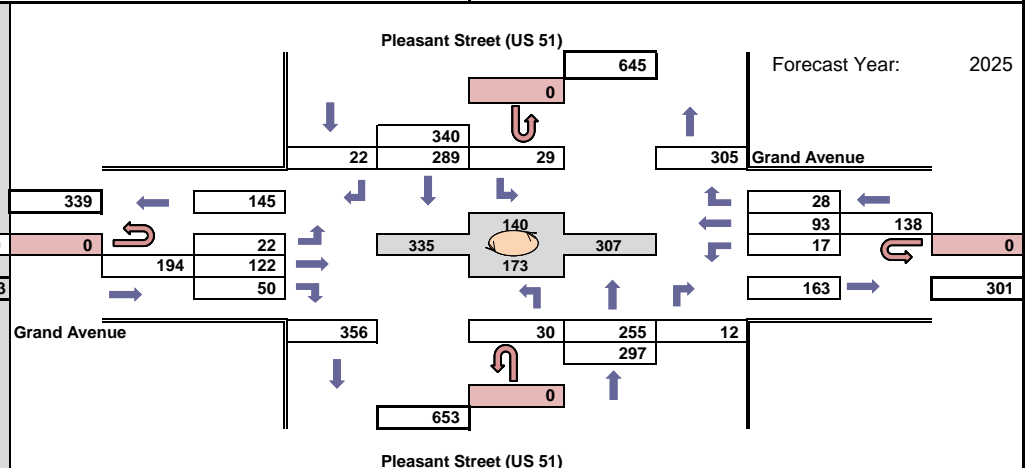 Pleasant Street (US 51)
645
Forecast Year: 2025
0
340
22 289 29 305 Grand Avenue
339 145 28
140
93 138
0 22 335 307 17 0
194 122 173
3 50 163 301
Grand Avenue 356 30 255 12
297
0
653
Pleasant Street (US 51)